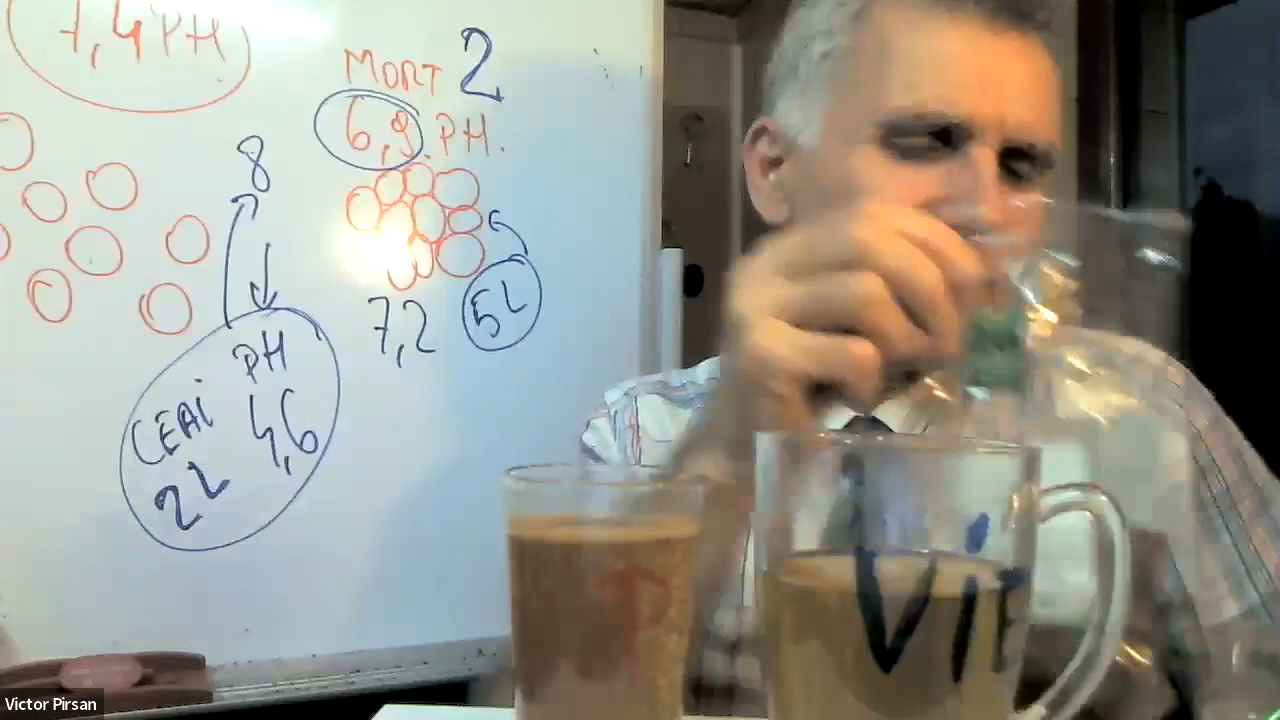 7,4 PH
MORT 2
6,9 PH.
8
7,2
5L
PH
CEAI 4,6
2L
Vie
Victor Pirsan